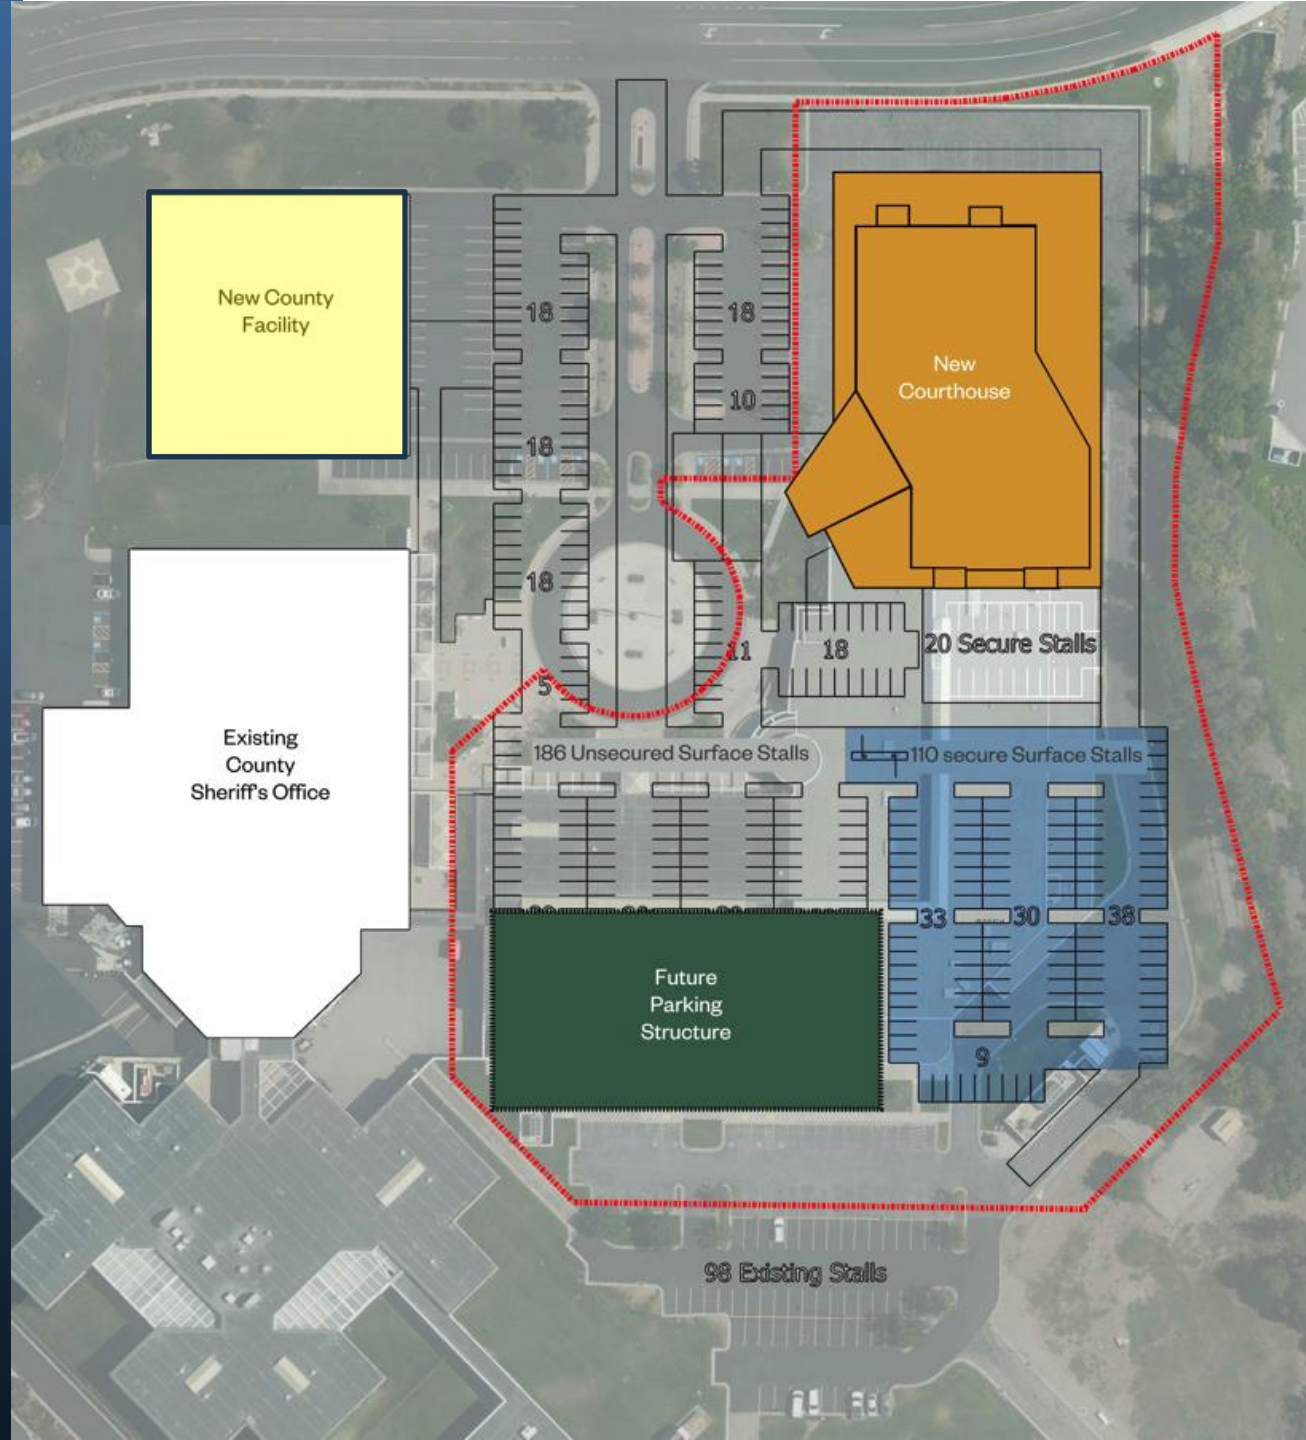 New County
Facility
18
18
New
Courthouse
10
18
18
11
18
20 Secure Stalls
5
186 Unsecured Surface Stalls
110 secure Surface Stalls
Existing
County
Sheriff's Office
33
30
38
Future
Parking
Structure
9
98 Existing Stalls